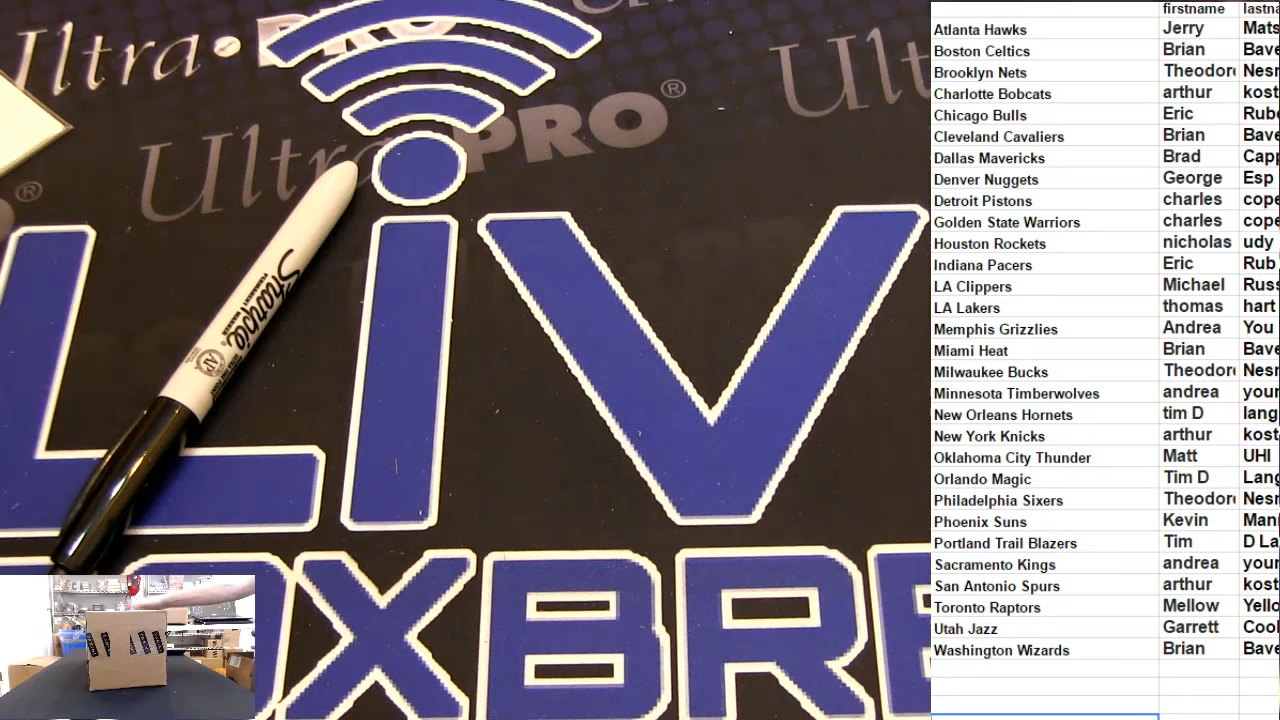 Ultra•PRO
Ultra PRO®
Ult
®
Sharpie®
PERMANENT MARKER
AP
LiV
OXBRE
firstname lastna
Atlanta Hawks Jerry Mats
Boston Celtics Brian Bave
Brooklyn Nets Theodore Nesr
Charlotte Bobcats arthur kost
Chicago Bulls Eric Rube
Cleveland Cavaliers Brian Bave
Dallas Mavericks Brad Capp
Denver Nuggets George Esp
Detroit Pistons charles cope
Golden State Warriors charles cope
Houston Rockets nicholas udy
Indiana Pacers Eric Rub
LA Clippers Michael Russ
LA Lakers thomas hart
Memphis Grizzlies Andrea You
Miami Heat Brian Bave
Milwaukee Bucks Theodore Nesr
Minnesota Timberwolves andrea your
New Orleans Hornets tim D lang
New York Knicks arthur kost
Oklahoma City Thunder Matt UHI
Orlando Magic Tim D Lang
Philadelphia Sixers Theodore Nesr
Phoenix Suns Kevin Man
Portland Trail Blazers Tim D La
Sacramento Kings andrea your
San Antonio Spurs arthur kost
Toronto Raptors Mellow Yello
Utah Jazz Garrett Cool
Washington Wizards Brian Bave